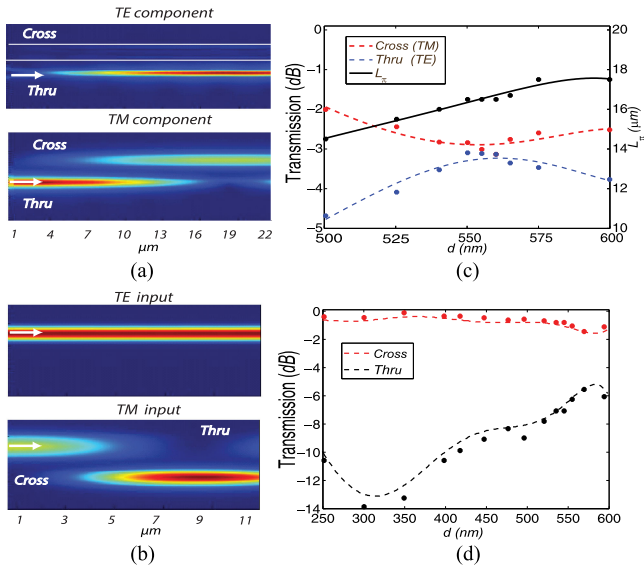 TE component
Cross
Thru
TM component
Cross
Thru
1 4 7 10 13 16 19 22
μm
(a)
TE input
TM input
Thru
Cross
1 3 5 7 9 11
μm
(b)
0
−1
−2
−3
−4
−5
Transmission (dB)
Cross (TM)
Thru (TE)
Lπ
20
18
16
14
12
10
Lπ (μm)
500 525 550 575 600
d (nm)
(c)
0
−2
−4
−6
−8
−10
−12
−14
Transmission (dB)
Cross
Thru
250 300 350 400 450 500 550 600
d (nm)
(d)